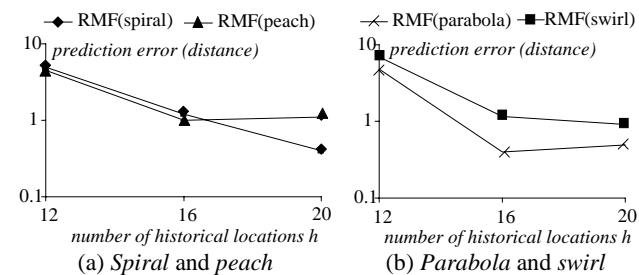 RMF(spiral) RMF(peach)
10
prediction error (distance)
1
0.1
12 16 20
number of historical locations h
(a) Spiral and peach
RMF(parabola) RMF(swirl)
10
prediction error (distance)
1
0.1
12 16 20
number of historical locations h
(b) Parabola and swirl